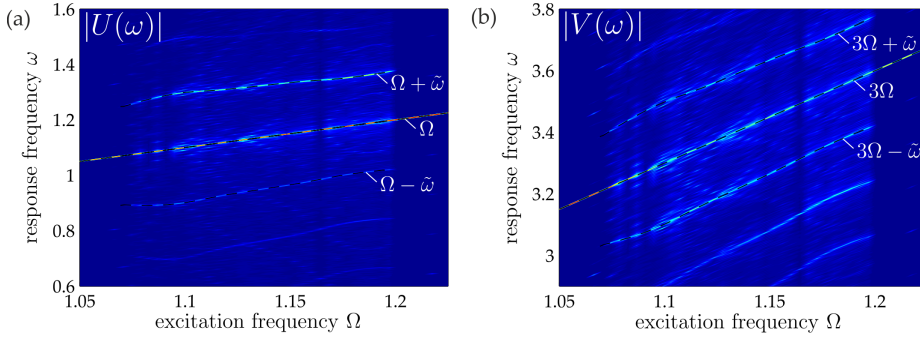 (a)
|U(ω)|
1.6
1.4
1.2
1
0.8
0.6
response frequency ω
Ω + ω̃
Ω
Ω − ω̃
1.05
1.1
1.15
1.2
excitation frequency Ω
(b)
|V(ω)|
3.8
3.6
3.4
3.2
3
response frequency ω
3Ω + ω̃
3Ω
3Ω − ω̃
1.05
1.1
1.15
1.2
excitation frequency Ω